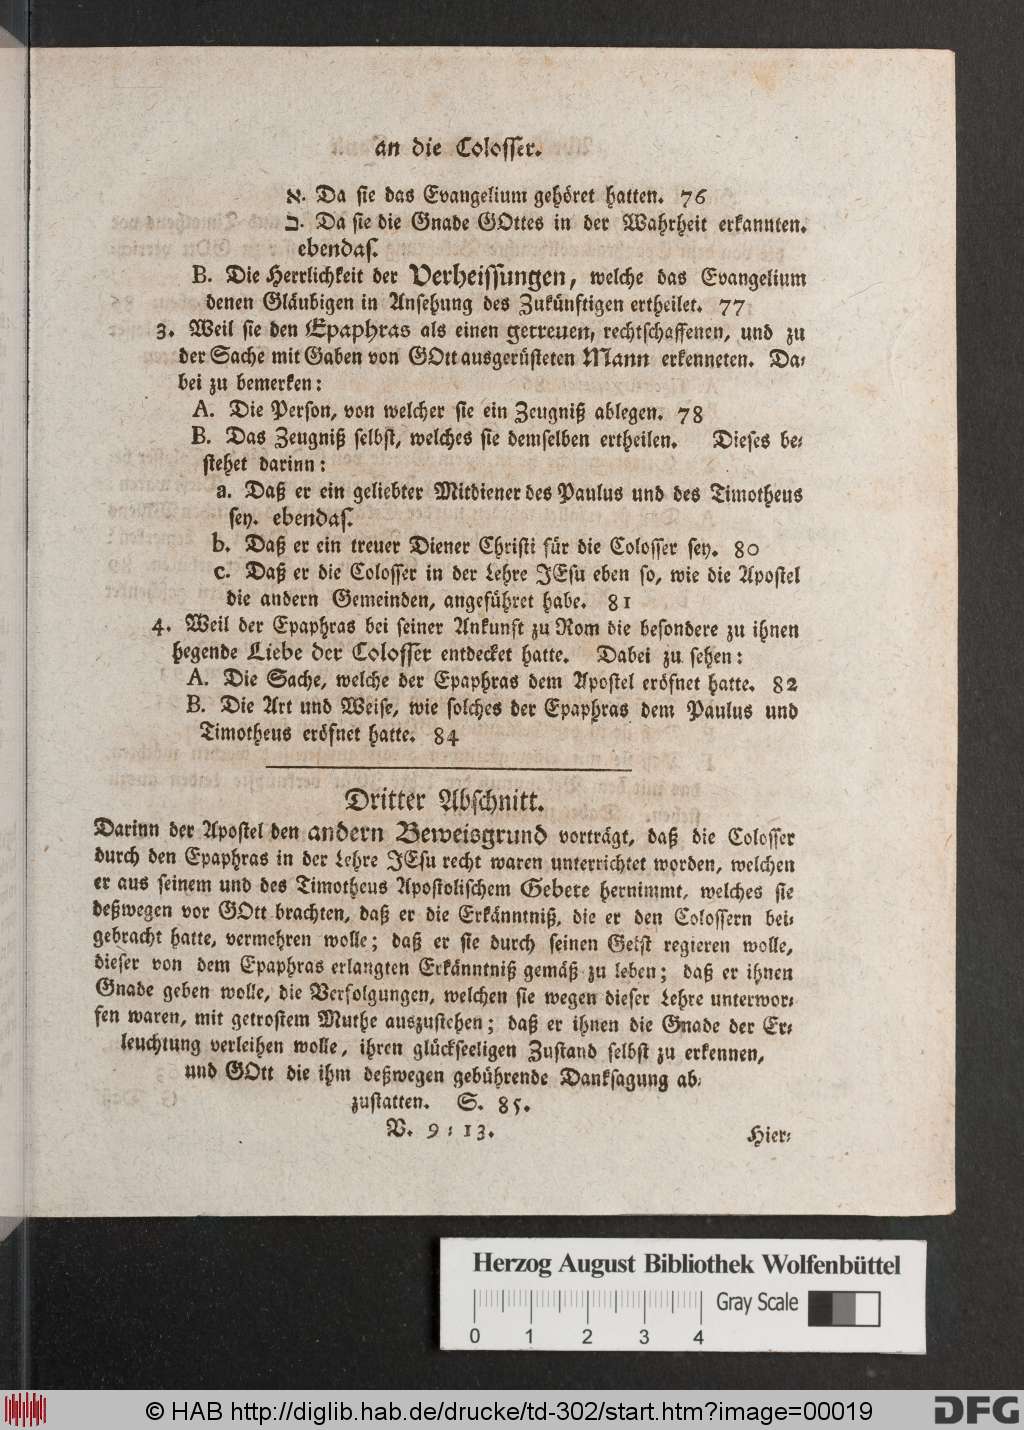 an die Colosser.
א. Da sie das Evangelium gehöret hatten. 76
ב. Da sie die Gnade GOttes in der Wahrheit erkannten.
ebendas.
B. Die Herrlichkeit der Verheissungen, welche das Evangelium
denen Gläubigen in Ansehung des Zukünftigen ertheilet. 77
3. Weil sie den Epaphras als einen getreuen, rechtschaffenen, und zu
der Sache mit Gaben von GOtt ausgerüsteten Mann erkenneten. Da-
bei zu bemerken:
A. Die Person, von welcher sie ein Zeugniß ablegen. 78
B. Das Zeugniß selbst, welches sie demselben ertheilen. Dieses be-
stehet darinn:
a. Daß er ein geliebter Mitdiener des Paulus und des Timotheus
sey. ebendas.
b. Daß er ein treuer Diener Christi für die Colosser sey. 80
c. Daß er die Colosser in der Lehre JEsu eben so, wie die Apostel
die andern Gemeinden, angeführet habe. 81
4. Weil der Epaphras bei seiner Ankunft zu Rom die besondere zu ihnen
hegende Liebe der Colosser entdecket hatte. Dabei zu sehen:
A. Die Sache, welche der Epaphras dem Apostel eröfnet hatte. 82
B. Die Art und Weise, wie solches der Epaphras dem Paulus und
Timotheus eröfnet hatte. 84
Dritter Abschnitt.
Darinn der Apostel den andern Beweisgrund vorträgt, daß die Colosser
durch den Epaphras in der Lehre JEsu recht waren unterrichtet worden, welchen
er aus seinem und des Timotheus Apostolischem Gebete hernimmt, welches sie
deßwegen vor GOtt brachten, daß er die Erkänntniß, die er den Colossern bei-
gebracht hatte, vermehren wolle; daß er sie durch seinen Geist regieren wolle,
dieser von dem Epaphras erlangten Erkänntniß gemäß zu leben; daß er ihnen
Gnade geben wolle, die Verfolgungen, welchen sie wegen dieser Lehre unterwor-
fen waren, mit getrostem Muthe auszustehen; daß er ihnen die Gnade der Er-
leuchtung verleihen wolle, ihren glückseeligen Zustand selbst zu erkennen,
und GOtt die ihm deßwegen gebührende Danksagung ab-
zustatten. S. 85.
V. 9-13.
Hier-
Herzog August Bibliothek Wolfenbüttel
0 1 2 3 4 Gray Scale
© HAB http://diglib.hab.de/drucke/td-302/start.htm?image=00019
DFG